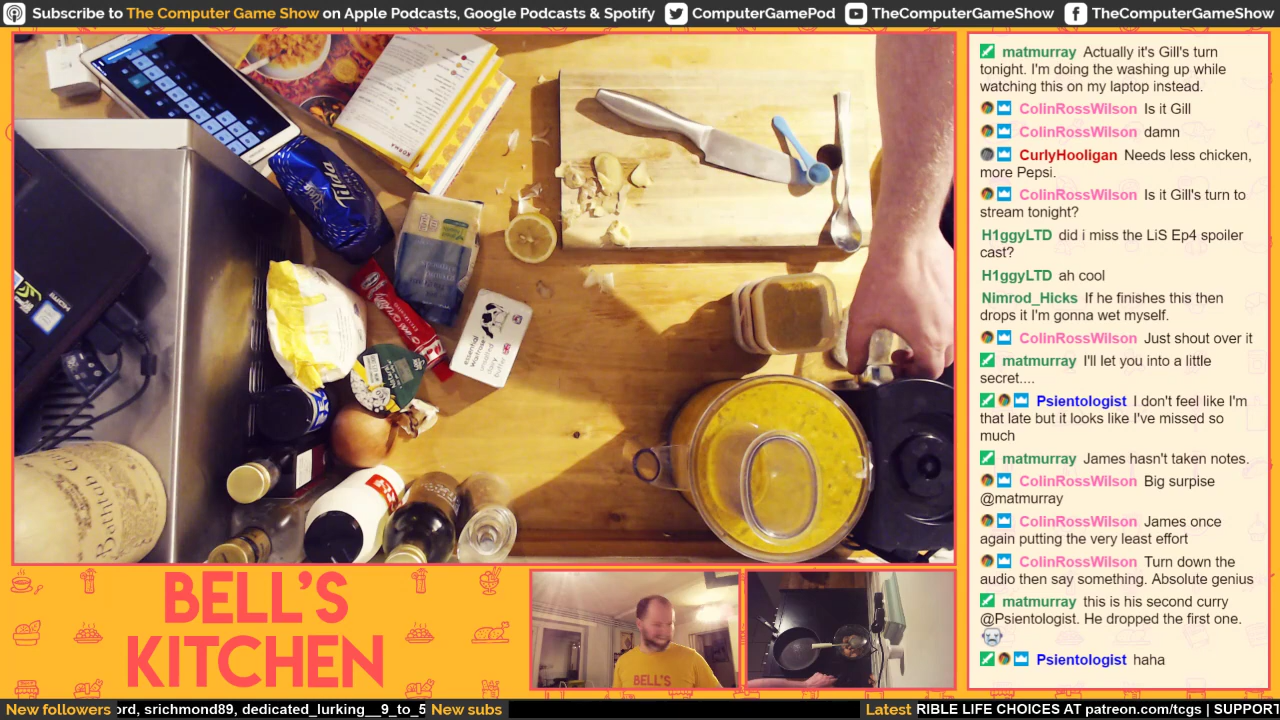 Subscribe to The Computer Game Show on Apple Podcasts, Google Podcasts & Spotify
ComputerGamePod
TheComputerGameShow
TheComputerGameShow
matmurray Actually it's Gill's turn
tonight. I'm doing the washing up while
watching this on my laptop instead.
ColinRossWilson Is it Gill
ColinRossWilson damn
CurlyHooligan Needs less chicken,
more Pepsi.
ColinRossWilson Is it Gill's turn to
stream tonight?
H1ggyLTD did i miss the LiS Ep4 spoiler
cast?
H1ggyLTD ah cool
Nimrod_Hicks If he finishes this then
drops it I'm gonna wet myself.
ColinRossWilson Just shout over it
matmurray I'll let you into a little
secret....
Psientologist I don't feel like I'm
that late but it looks like I've missed so
much
matmurray James hasn't taken notes.
ColinRossWilson Big surpise
@matmurray
ColinRossWilson James once
again putting the very least effort
ColinRossWilson Turn down the
audio then say something. Absolute genius
matmurray this is his second curry
@Psientologist. He dropped the first one.
Psientologist haha
Tilda
KORMA
essential
Waitrose
BELL'S
KITCHEN
BELL'S
New followers ord, srichmond89, dedicated_lurking__9_to_5 New subs
Latest RIBLE LIFE CHOICES AT patreon.com/tcgs | SUPPORT